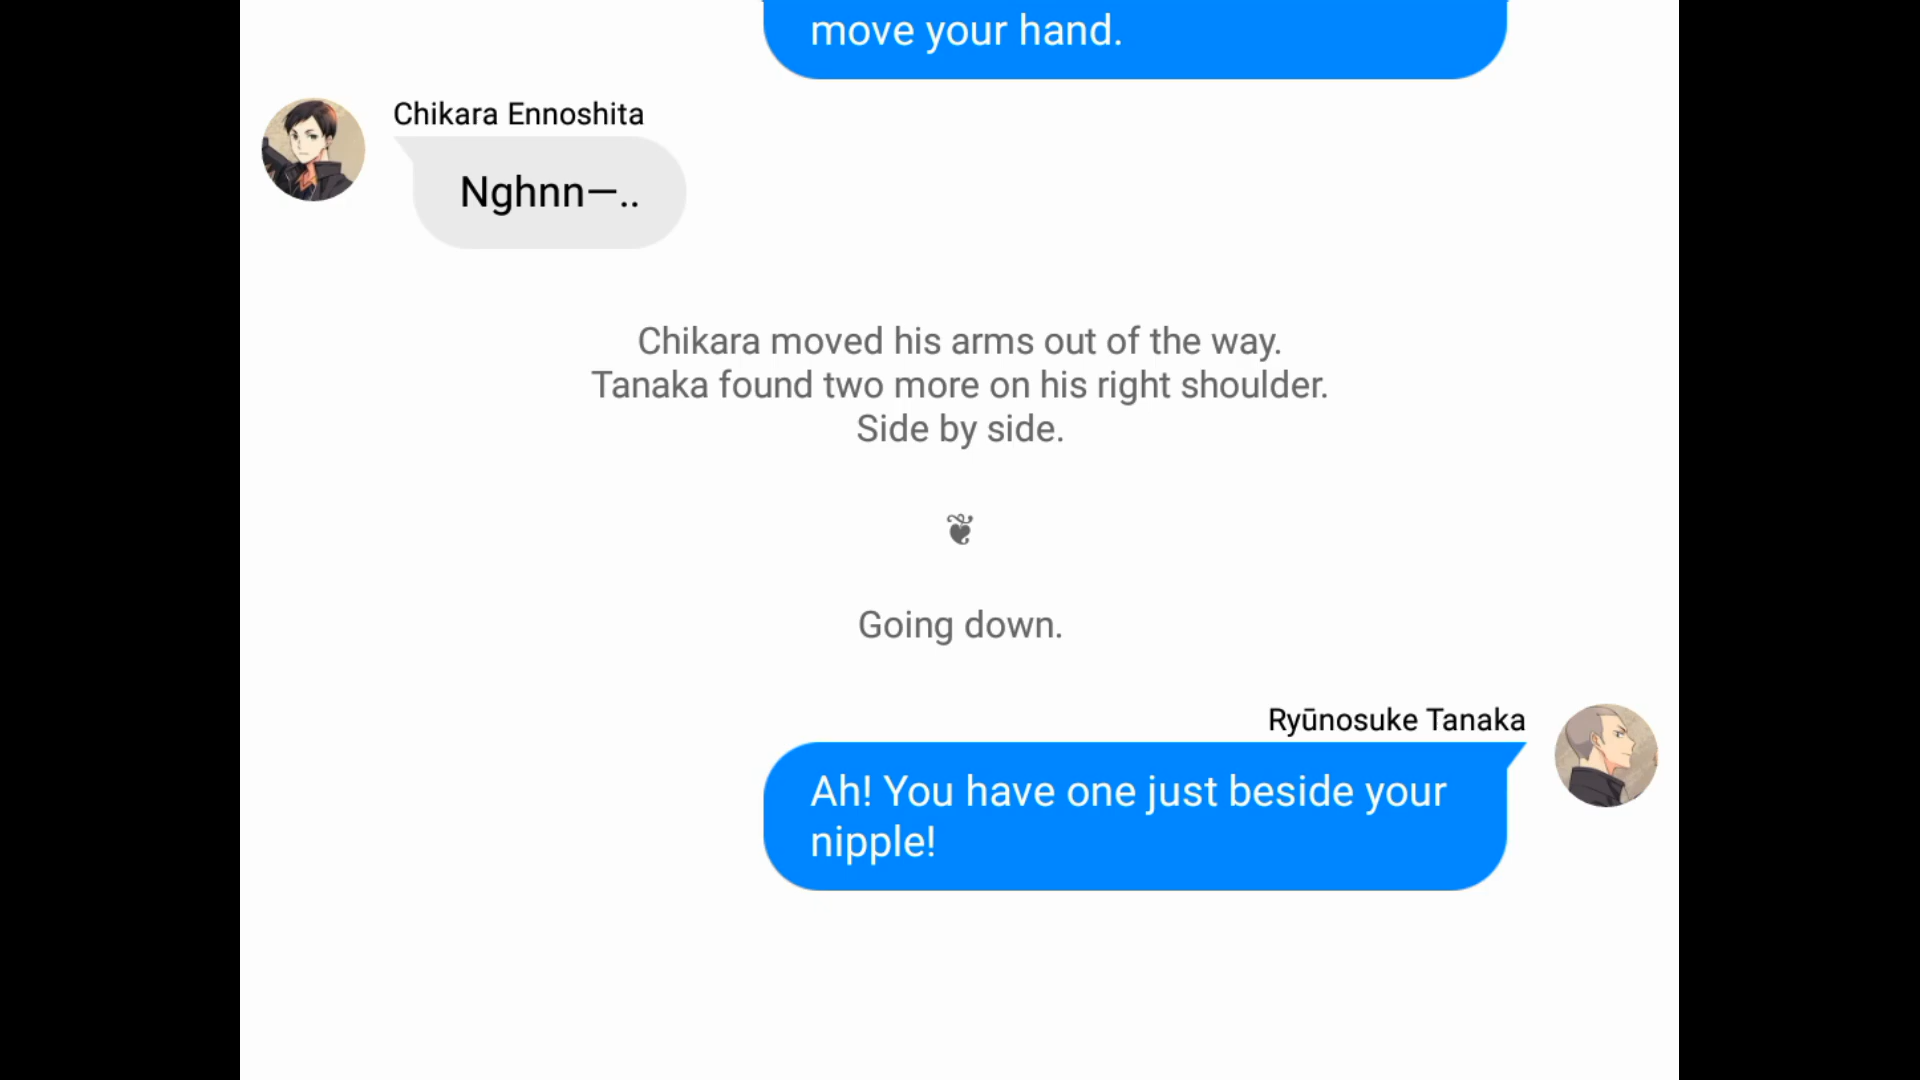 move your hand.
Chikara Ennoshita
Nghnn—..
Chikara moved his arms out of the way.
Tanaka found two more on his right shoulder.
Side by side.
❦
Going down.
Ryūnosuke Tanaka
Ah! You have one just beside your
nipple!